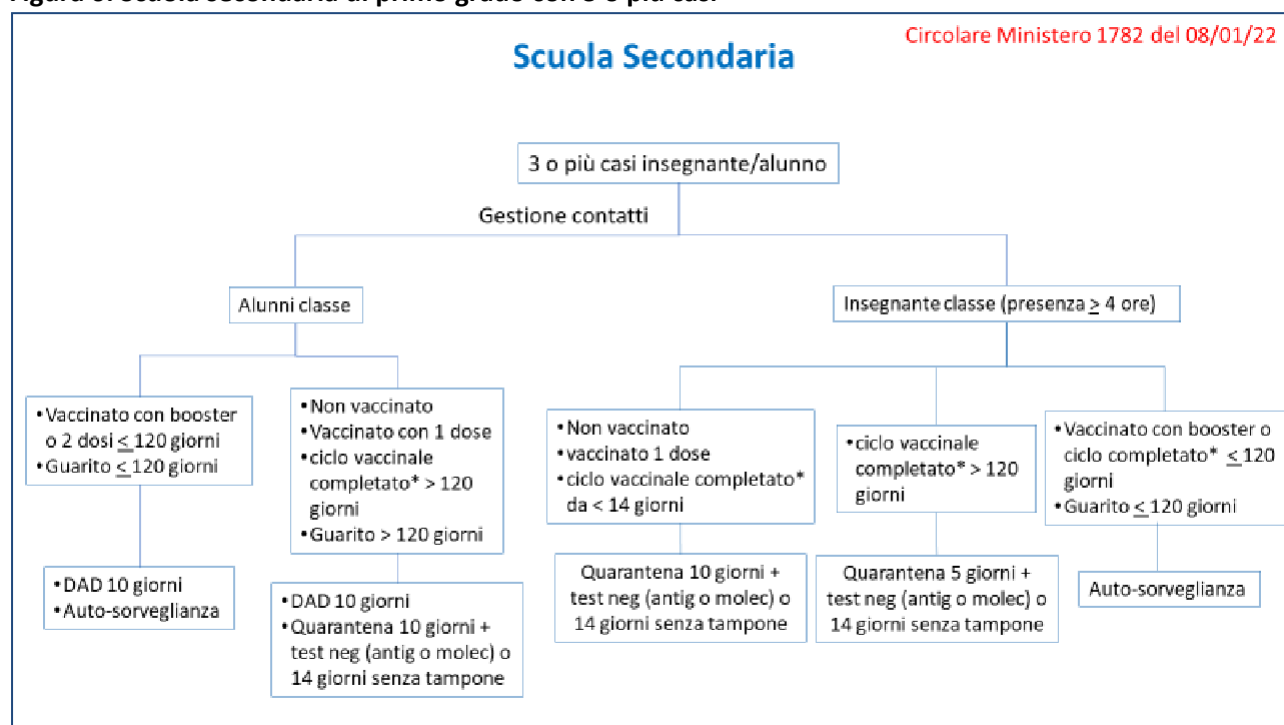 Circolare Ministero 1782 del 08/01/22
Scuola Secondaria
3 o più casi insegnante/alunno
Gestione contatti
Alunni classe
Insegnante classe (presenza > 4 ore)
•Vaccinato con booster
o 2 dosi < 120 giorni
•Guarito < 120 giorni
•Non vaccinato
•Vaccinato con 1 dose
•ciclo vaccinale
completato* > 120
giorni
•Guarito > 120 giorni
•Non vaccinato
•vaccinato 1 dose
•ciclo vaccinale completato*
da < 14 giorni
•ciclo vaccinale
completato* > 120
giorni
•Vaccinato con booster o
ciclo completato* < 120
giorni
•Guarito < 120 giorni
•DAD 10 giorni
•Auto-sorveglianza
•DAD 10 giorni
•Quarantena 10 giorni +
test neg (antig o molec) o
14 giorni senza tampone
Quarantena 10 giorni +
test neg (antig o molec) o
14 giorni senza tampone
Quarantena 5 giorni +
test neg (antig o molec) o
14 giorni senza tampone
Auto-sorveglianza